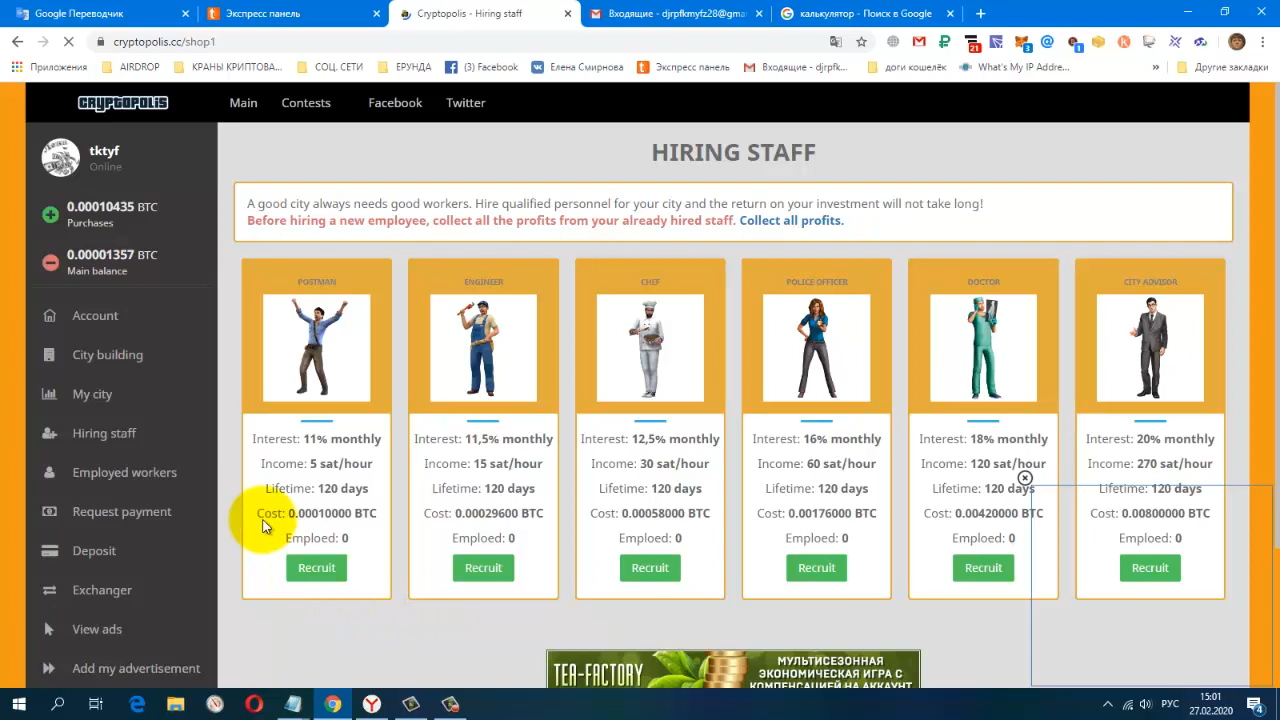 Google Переводчик
Экспресс панель
Cryptopolis - Hiring staff
Входящие - djrpfkmyfz28@gma
калькулятор - Поиск в Google
cryptopolis.cc/shop1
21
3
1
Приложения
AIRDROP
КРАНЫ КРИПТОВА...
СОЦ. СЕТИ
ЕРУНДА
(3) Facebook
Елена Смирнова
Экспресс панель
Входящие - djrpfk...
доги кошелёк
What's My IP Addre...
»
Другие закладки
CRYPTOPOLIS
Main
Contests
Facebook
Twitter
tktyf
Online
0.00010435 BTC
Purchases
0.00001357 BTC
Main balance
Account
City building
My city
Hiring staff
Employed workers
Request payment
Deposit
Exchanger
View ads
Add my advertisement
HIRING STAFF
A good city always needs good workers. Hire qualified personnel for your city and the return on your investment will not take long!
Before hiring a new employee, collect all the profits from your already hired staff. Collect all profits.
POSTMAN
Interest: 11% monthly
Income: 5 sat/hour
Lifetime: 120 days
Cost: 0.00010000 BTC
Emploed: 0
Recruit
ENGINEER
Interest: 11,5% monthly
Income: 15 sat/hour
Lifetime: 120 days
Cost: 0.00029600 BTC
Emploed: 0
Recruit
CHEF
Interest: 12,5% monthly
Income: 30 sat/hour
Lifetime: 120 days
Cost: 0.00058000 BTC
Emploed: 0
Recruit
POLICE OFFICER
Interest: 16% monthly
Income: 60 sat/hour
Lifetime: 120 days
Cost: 0.00176000 BTC
Emploed: 0
Recruit
DOCTOR
Interest: 18% monthly
Income: 120 sat/hour
Lifetime: 120 days
Cost: 0.00420000 BTC
Emploed: 0
Recruit
CITY ADVISOR
Interest: 20% monthly
Income: 270 sat/hour
Lifetime: 120 days
Cost: 0.00800000 BTC
Emploed: 0
Recruit
TEA-FACTORY
МУЛЬТИСЕЗОННАЯ
ЭКОНОМИЧЕСКАЯ ИГРА С
КОМПЕНСАЦИЕЙ НА АККАУНТ
РУС
15:01
27.02.2020
4